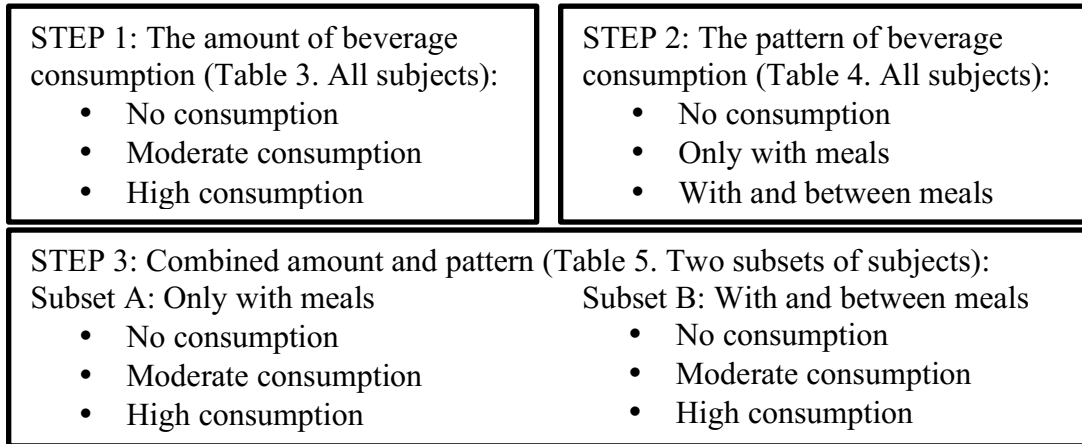 STEP 1: The amount of beverage
consumption (Table 3. All subjects):
• No consumption
• Moderate consumption
• High consumption
STEP 2: The pattern of beverage
consumption (Table 4. All subjects):
• No consumption
• Only with meals
• With and between meals
STEP 3: Combined amount and pattern (Table 5. Two subsets of subjects):
Subset A: Only with meals
• No consumption
• Moderate consumption
• High consumption
Subset B: With and between meals
• No consumption
• Moderate consumption
• High consumption